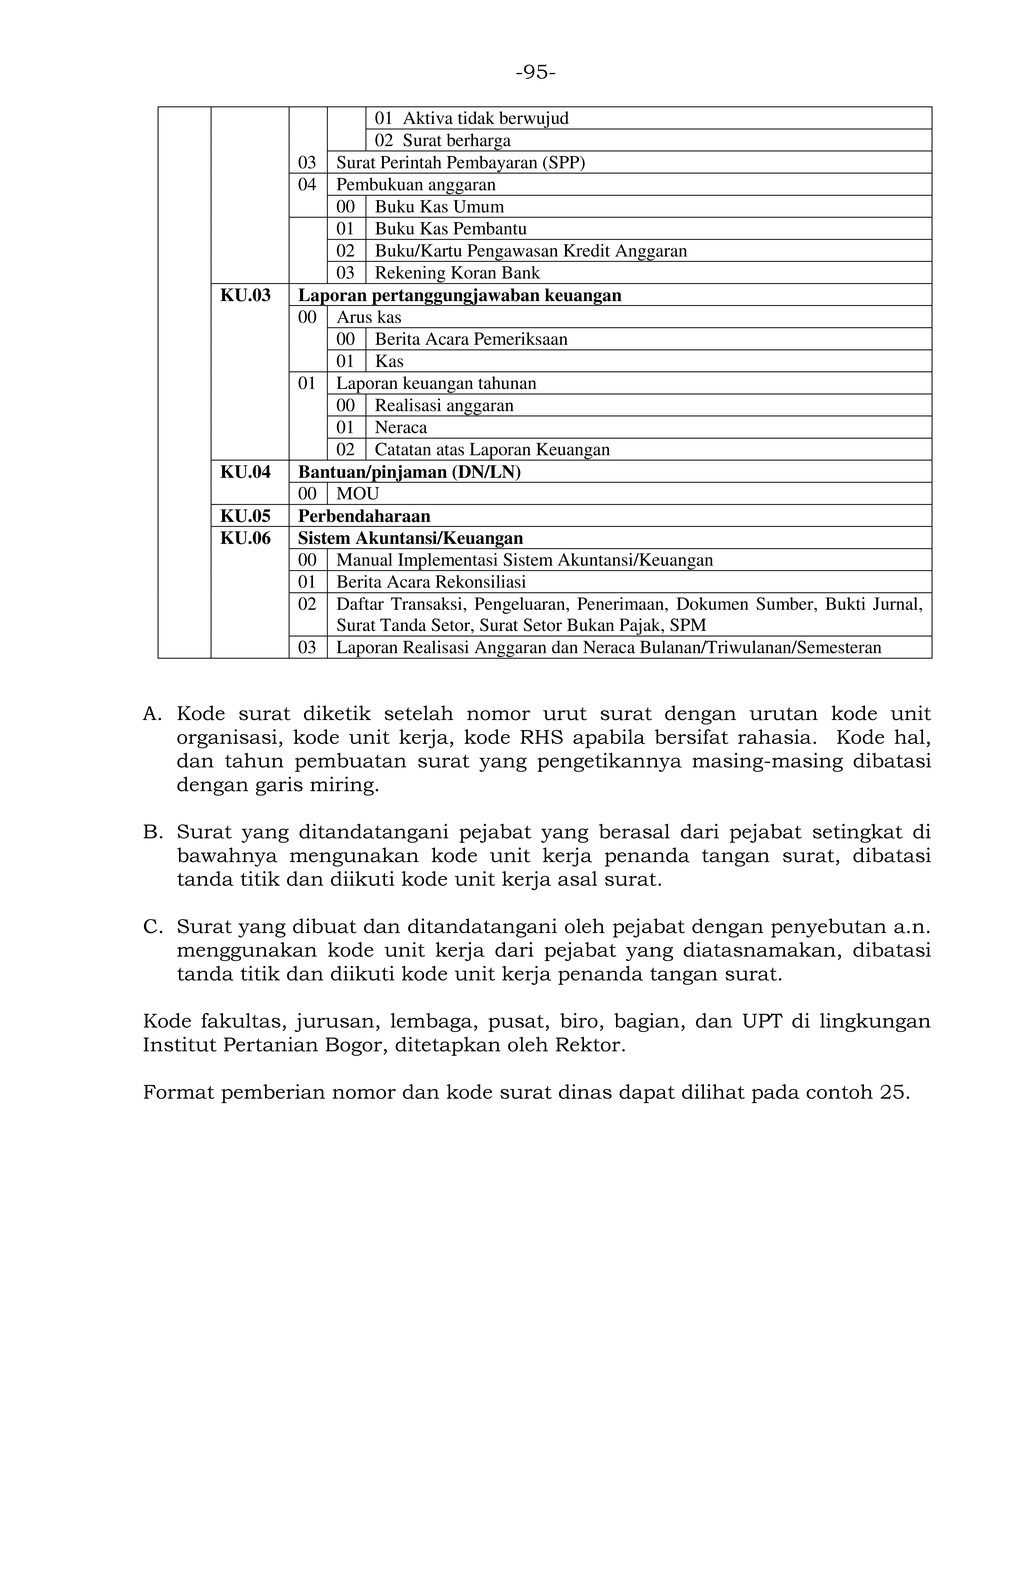 -95-
01 Aktiva tidak berwujud
02 Surat berharga
03 Surat Perintah Pembayaran (SPP)
04 Pembukuan anggaran
00 Buku Kas Umum
01 Buku Kas Pembantu
02 Buku/Kartu Pengawasan Kredit Anggaran
03 Rekening Koran Bank
KU.03 Laporan pertanggungjawaban keuangan
00 Arus kas
00 Berita Acara Pemeriksaan
01 Kas
01 Laporan keuangan tahunan
00 Realisasi anggaran
01 Neraca
02 Catatan atas Laporan Keuangan
KU.04 Bantuan/pinjaman (DN/LN)
00 MOU
KU.05 Perbendaharaan
KU.06 Sistem Akuntansi/Keuangan
00 Manual Implementasi Sistem Akuntansi/Keuangan
01 Berita Acara Rekonsiliasi
02 Daftar Transaksi, Pengeluaran, Penerimaan, Dokumen Sumber, Bukti Jurnal,
Surat Tanda Setor, Surat Setor Bukan Pajak, SPM
03 Laporan Realisasi Anggaran dan Neraca Bulanan/Triwulanan/Semesteran
A. Kode surat diketik setelah nomor urut surat dengan urutan kode unit
organisasi, kode unit kerja, kode RHS apabila bersifat rahasia. Kode hal,
dan tahun pembuatan surat yang pengetikannya masing-masing dibatasi
dengan garis miring.
B. Surat yang ditandatangani pejabat yang berasal dari pejabat setingkat di
bawahnya mengunakan kode unit kerja penanda tangan surat, dibatasi
tanda titik dan diikuti kode unit kerja asal surat.
C. Surat yang dibuat dan ditandatangani oleh pejabat dengan penyebutan a.n.
menggunakan kode unit kerja dari pejabat yang diatasnamakan, dibatasi
tanda titik dan diikuti kode unit kerja penanda tangan surat.
Kode fakultas, jurusan, lembaga, pusat, biro, bagian, dan UPT di lingkungan
Institut Pertanian Bogor, ditetapkan oleh Rektor.
Format pemberian nomor dan kode surat dinas dapat dilihat pada contoh 25.